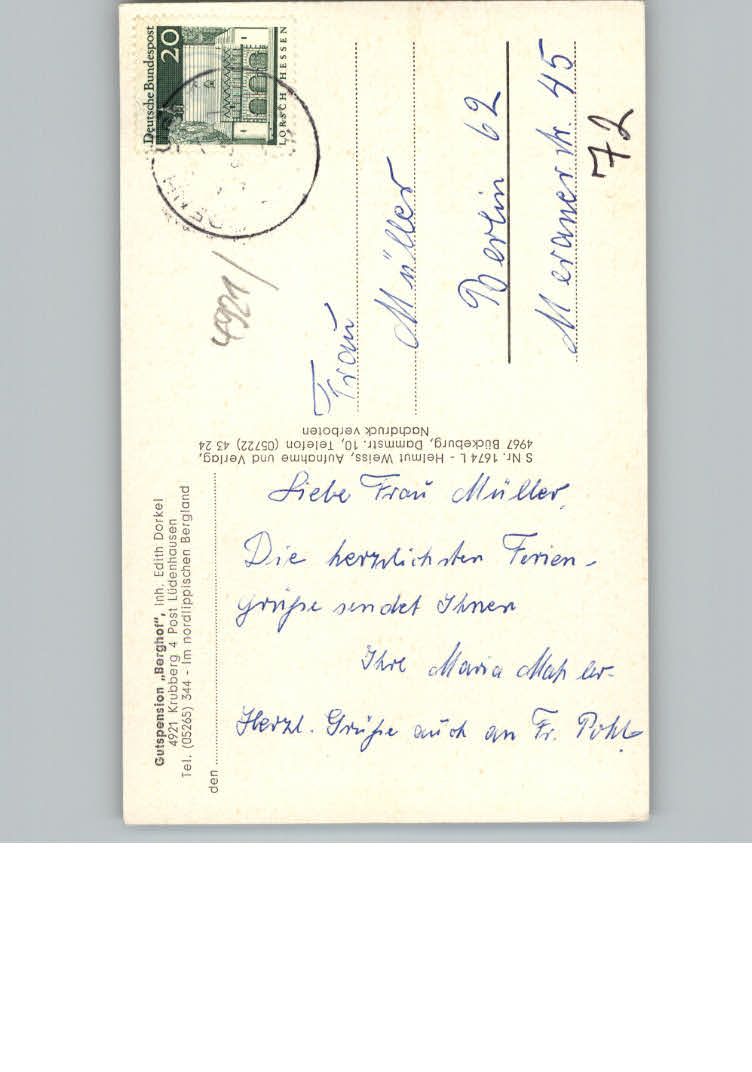 Gutspension „Berghof", Inh. Edith Dorkel
4921 Krubberg 4 Post Lüdenhausen
Tel. (05265) 344 - Im nordlippischen Bergland
den
Liebe Frau Müller,
Die herzlichsten Ferien-
grüße sendet Ihnen
Ihre Maria
Herzl. Grüße auch an Fr. Pohl
S Nr. 1674 L - Helmut Weiss, Aufnahme und Verlag,
4967 Bückeburg, Dammstr. 10, Telefon (05722) 43 24
Nachdruck verboten
Deutsche Bundespost
20
LORSCH HESSEN
4921
Frau
Müller
Berlin 62
Meranerstr. 45
72